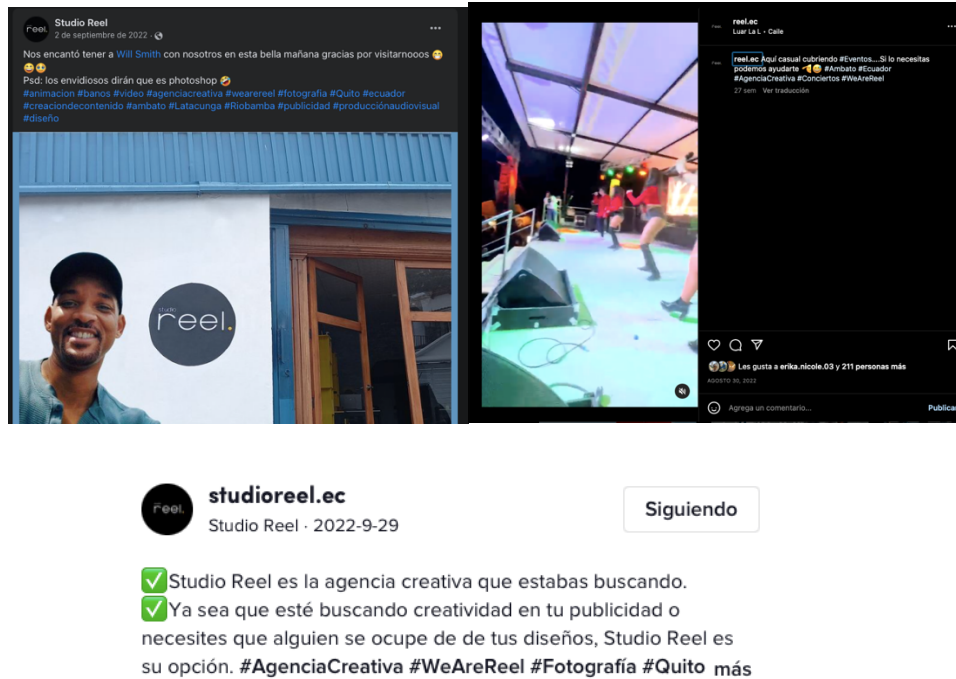 Studio Reel
2 de septiembre de 2022
Nos encantó tener a Will Smith con nosotros en esta bella mañana gracias por visitarnooos 😁
😄🥹
Psd: los envidiosos dirán que es photoshop 🤣
#animacion #banos #video #agenciacreativa #wearereel #fotografia #Quito #ecuador
#creaciondecontenido #ambato #Latacunga #Riobamba #publicidad #producciónaudiovisual
#diseño
STUDIO
reel.
reel.ec
Luar La L • Calle
reel.ec Aquí casual cubriendo #Eventos....Si lo necesitas
podemos ayudarte 🤙😅 #Ambato #Ecuador
#AgenciaCreativa #Conciertos #WeAreReel
27 sem Ver traducción
Les gusta a erika.nicole.03 y 211 personas más
AGOSTO 30, 2022
Agrega un comentario...
Publicar
reel.
studioreel.ec
Studio Reel · 2022-9-29
Siguiendo
✅Studio Reel es la agencia creativa que estabas buscando.
✅Ya sea que esté buscando creatividad en tu publicidad o
necesites que alguien se ocupe de de tus diseños, Studio Reel es
su opción. #AgenciaCreativa #WeAreReel #Fotografía #Quito más